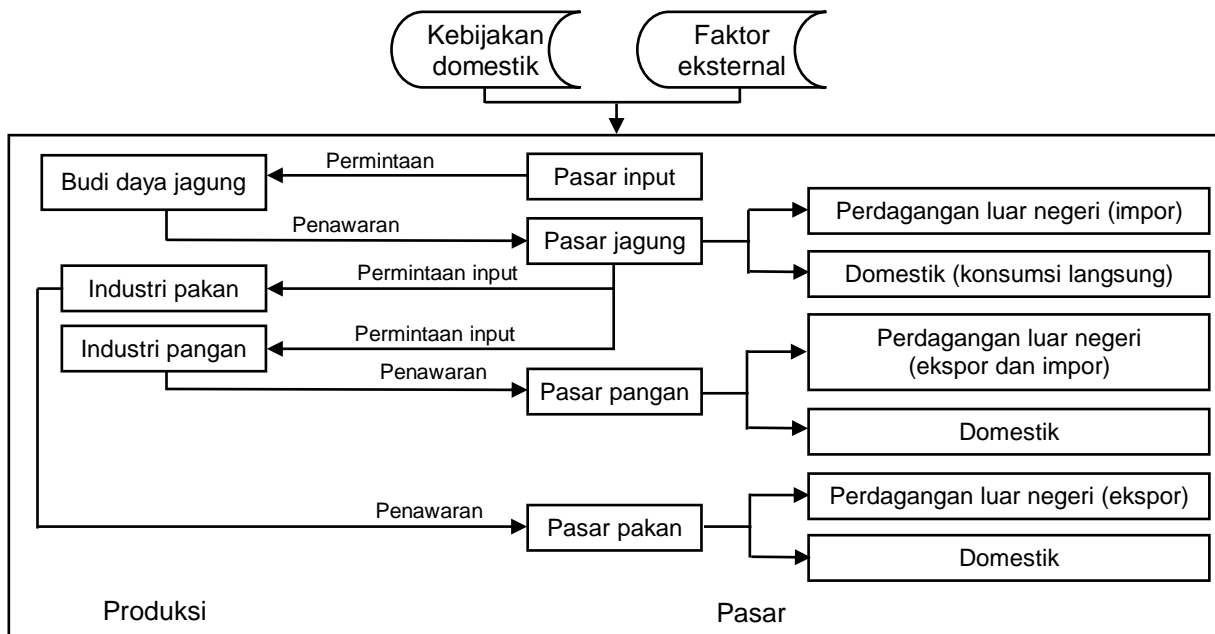 Kebijakan
domestik
Faktor
eksternal
Permintaan
Budi daya jagung
Pasar input
Penawaran
Pasar jagung
Perdagangan luar negeri (impor)
Domestik (konsumsi langsung)
Permintaan input
Industri pakan
Permintaan input
Industri pangan
Penawaran
Pasar pangan
Perdagangan luar negeri
(ekspor dan impor)
Domestik
Penawaran
Pasar pakan
Perdagangan luar negeri (ekspor)
Domestik
Produksi
Pasar